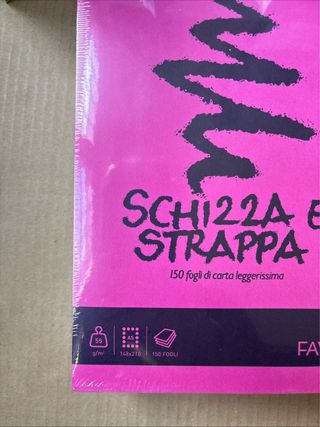 SCHIZZA E
STRAPPA
150 fogli di carta leggerissima
55
g/m²
A5
148x210
150 FOGLI
FA